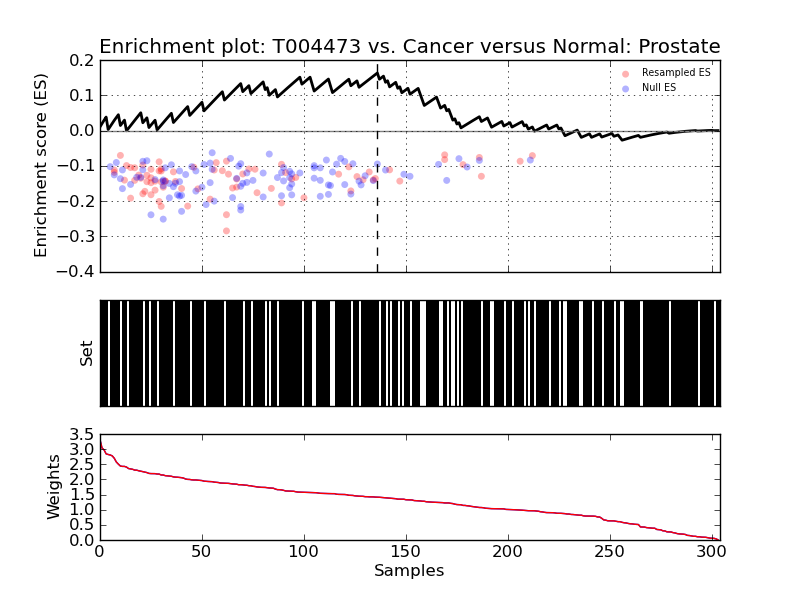 Enrichment plot: T004473 vs. Cancer versus Normal: Prostate
0.2
0.1
0.0
−0.1
−0.2
−0.3
−0.4
Enrichment score (ES)
Resampled ES
Null ES
Set
3.5
3.0
2.5
2.0
1.5
1.0
0.5
0.0
Weights
0 50 100 150 200 250 300
Samples